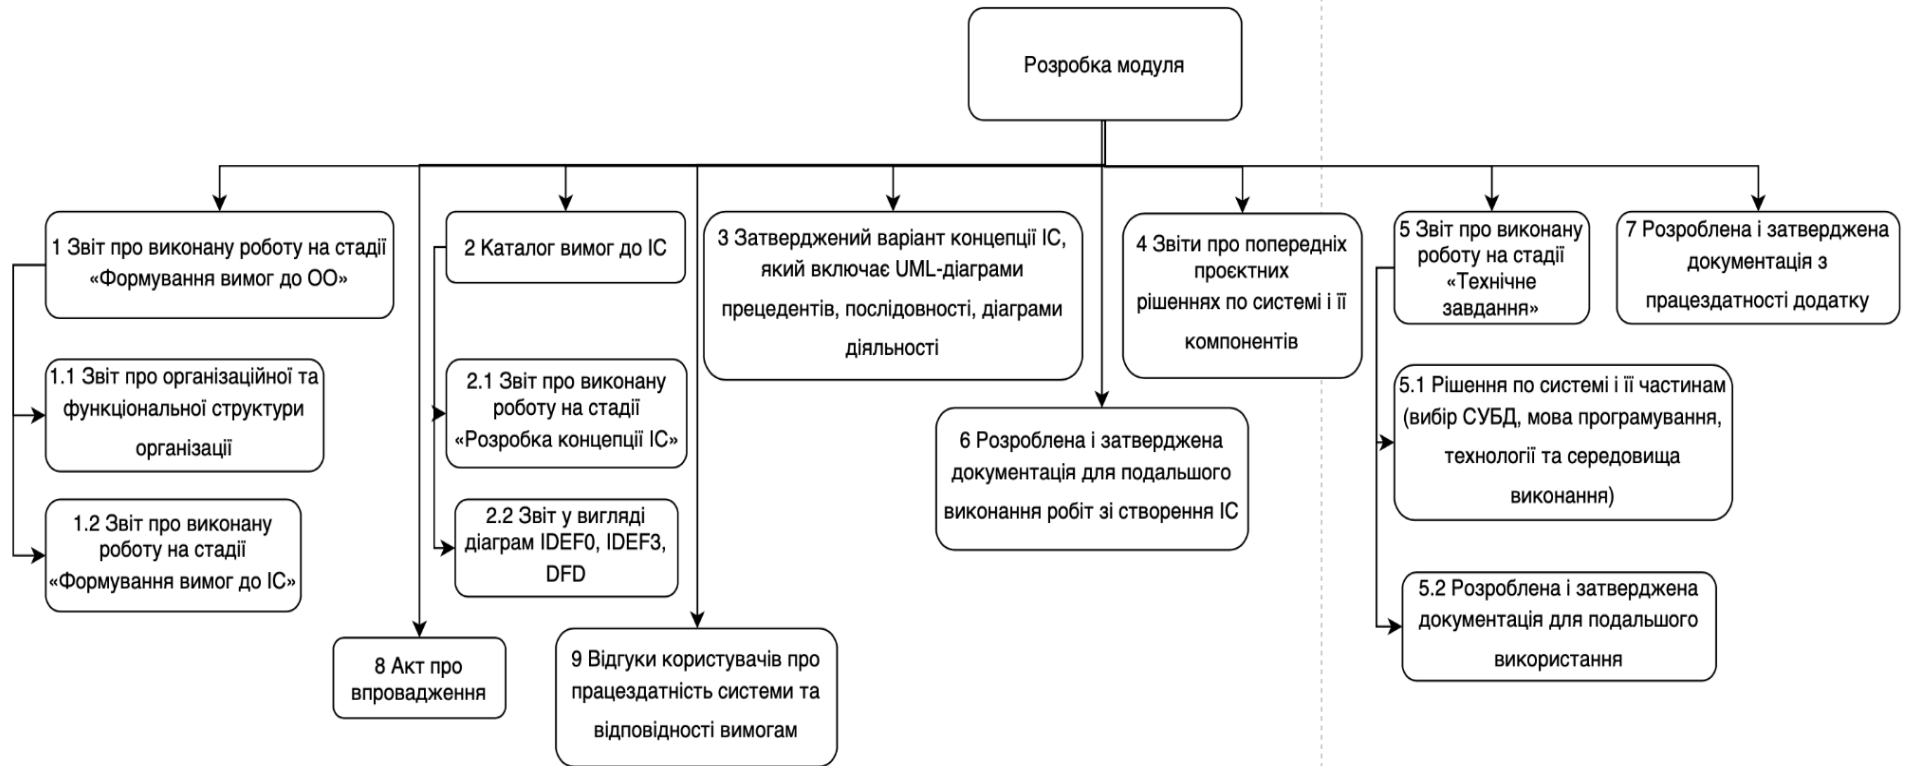 Розробка модуля
1 Звіт про виконану роботу на стадії
«Формування вимог до ОО»
1.1 Звіт про організаційної та
функціональної структури
організації
1.2 Звіт про виконану
роботу на стадії
«Формування вимог до ІС»
2 Каталог вимог до ІС
2.1 Звіт про виконану
роботу на стадії
«Розробка концепції ІС»
2.2 Звіт у вигляді
діаграм IDEF0, IDEF3,
DFD
3 Затверджений варіант концепції ІС,
який включає UML-діаграми
прецедентів, послідовності, діаграми
діяльності
4 Звіти про попередніх
проєктних
рішеннях по системі і її
компонентів
5 Звіт про виконану
роботу на стадії
«Технічне
завдання»
5.1 Рішення по системі і її частинам
(вибір СУБД, мова програмування,
технології та середовища
виконання)
5.2 Розроблена і затверджена
документація для подальшого
використання
6 Розроблена і затверджена
документація для подальшого
виконання робіт зі створення ІС
7 Розроблена і затверджена
документація з
працездатності додатку
8 Акт про
впровадження
9 Відгуки користувачів про
працездатність системи та
відповідності вимогам